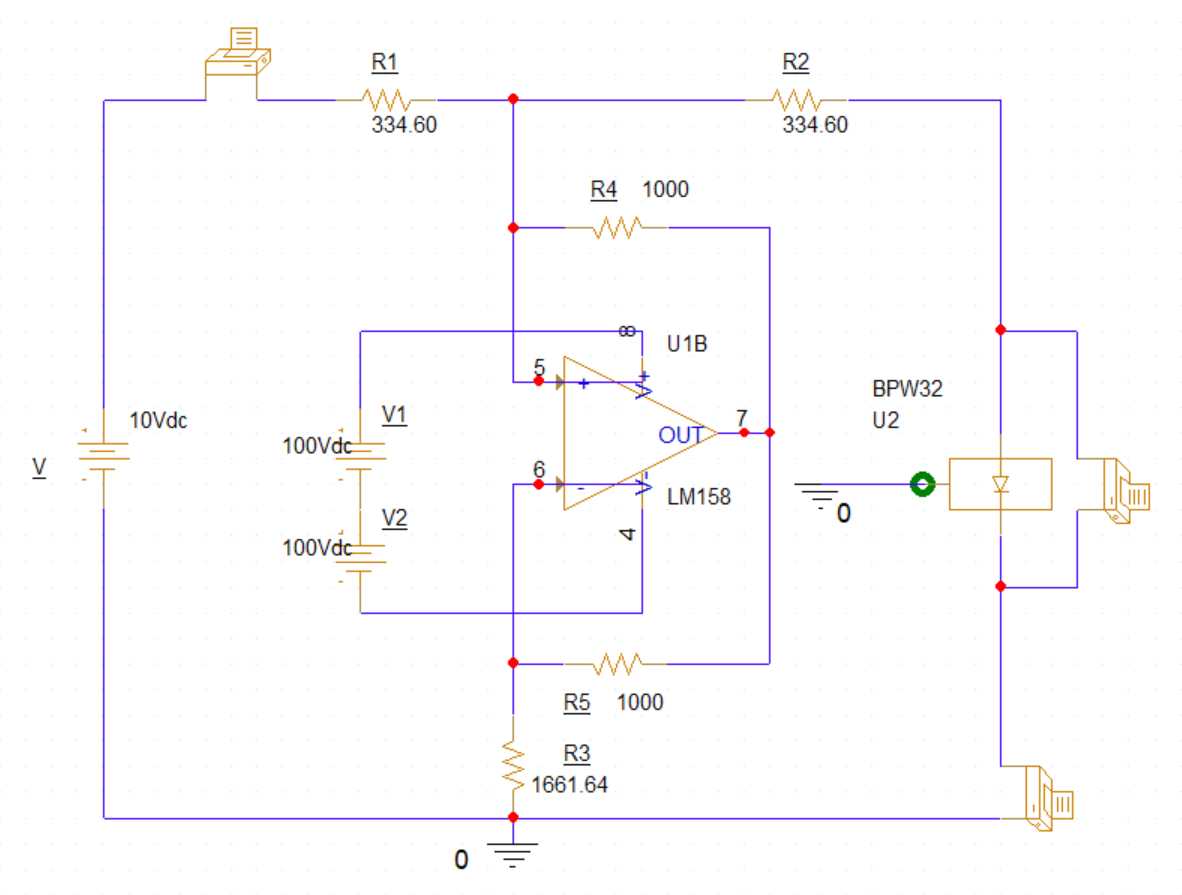 R1
R2
334.60
334.60
R4 1000
8
U1B
5
+
+
V
BPW32
10Vdc
V1
U2
100Vdc
7
OUT
V
6
-
-
V
LM158
0
V2
4
100Vdc
R5 1000
R3
1661.64
0